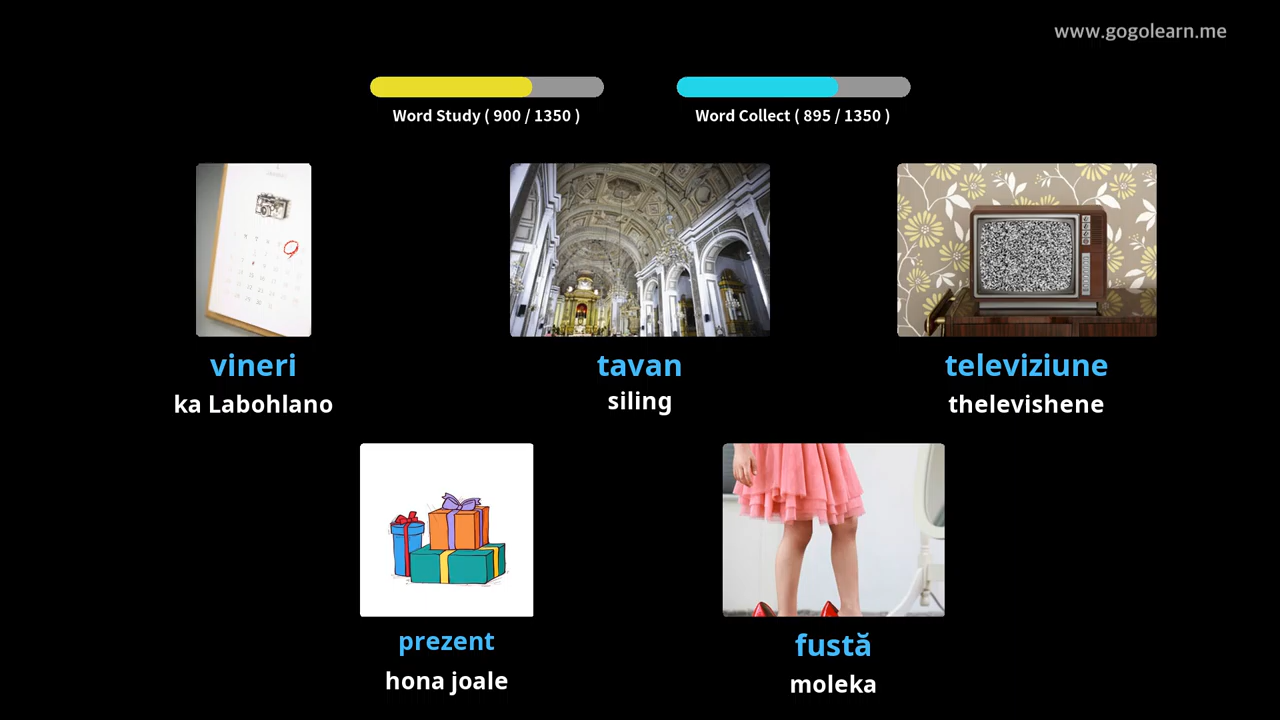 www.gogolearn.me
Word Study ( 900 / 1350 )
Word Collect ( 895 / 1350 )
vineri
ka Labohlano
tavan
siling
televiziune
thelevishene
prezent
hona joale
fustă
moleka